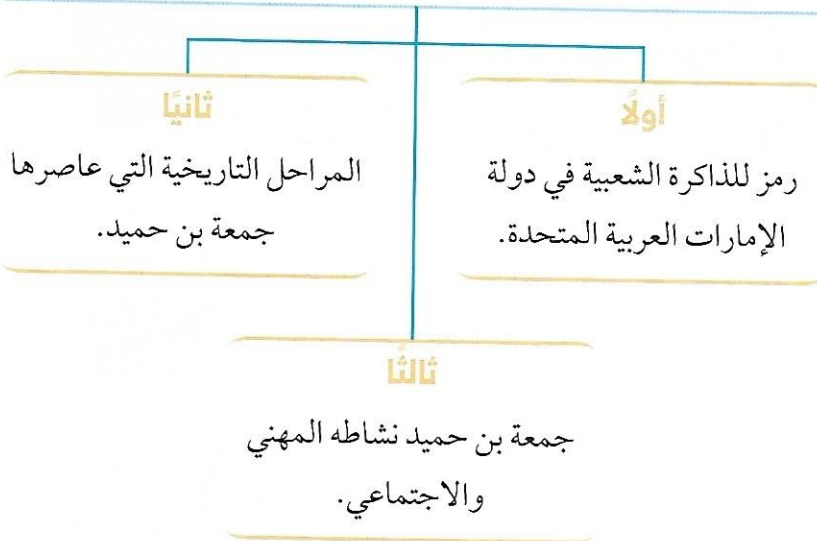 أولًا
رمز للذاكرة الشعبية في دولة
الإمارات العربية المتحدة.
ثانيًا
المراحل التاريخية التي عاصرها
جمعة بن حميد.
ثالثًا
جمعة بن حميد نشاطه المهني
والاجتماعي.